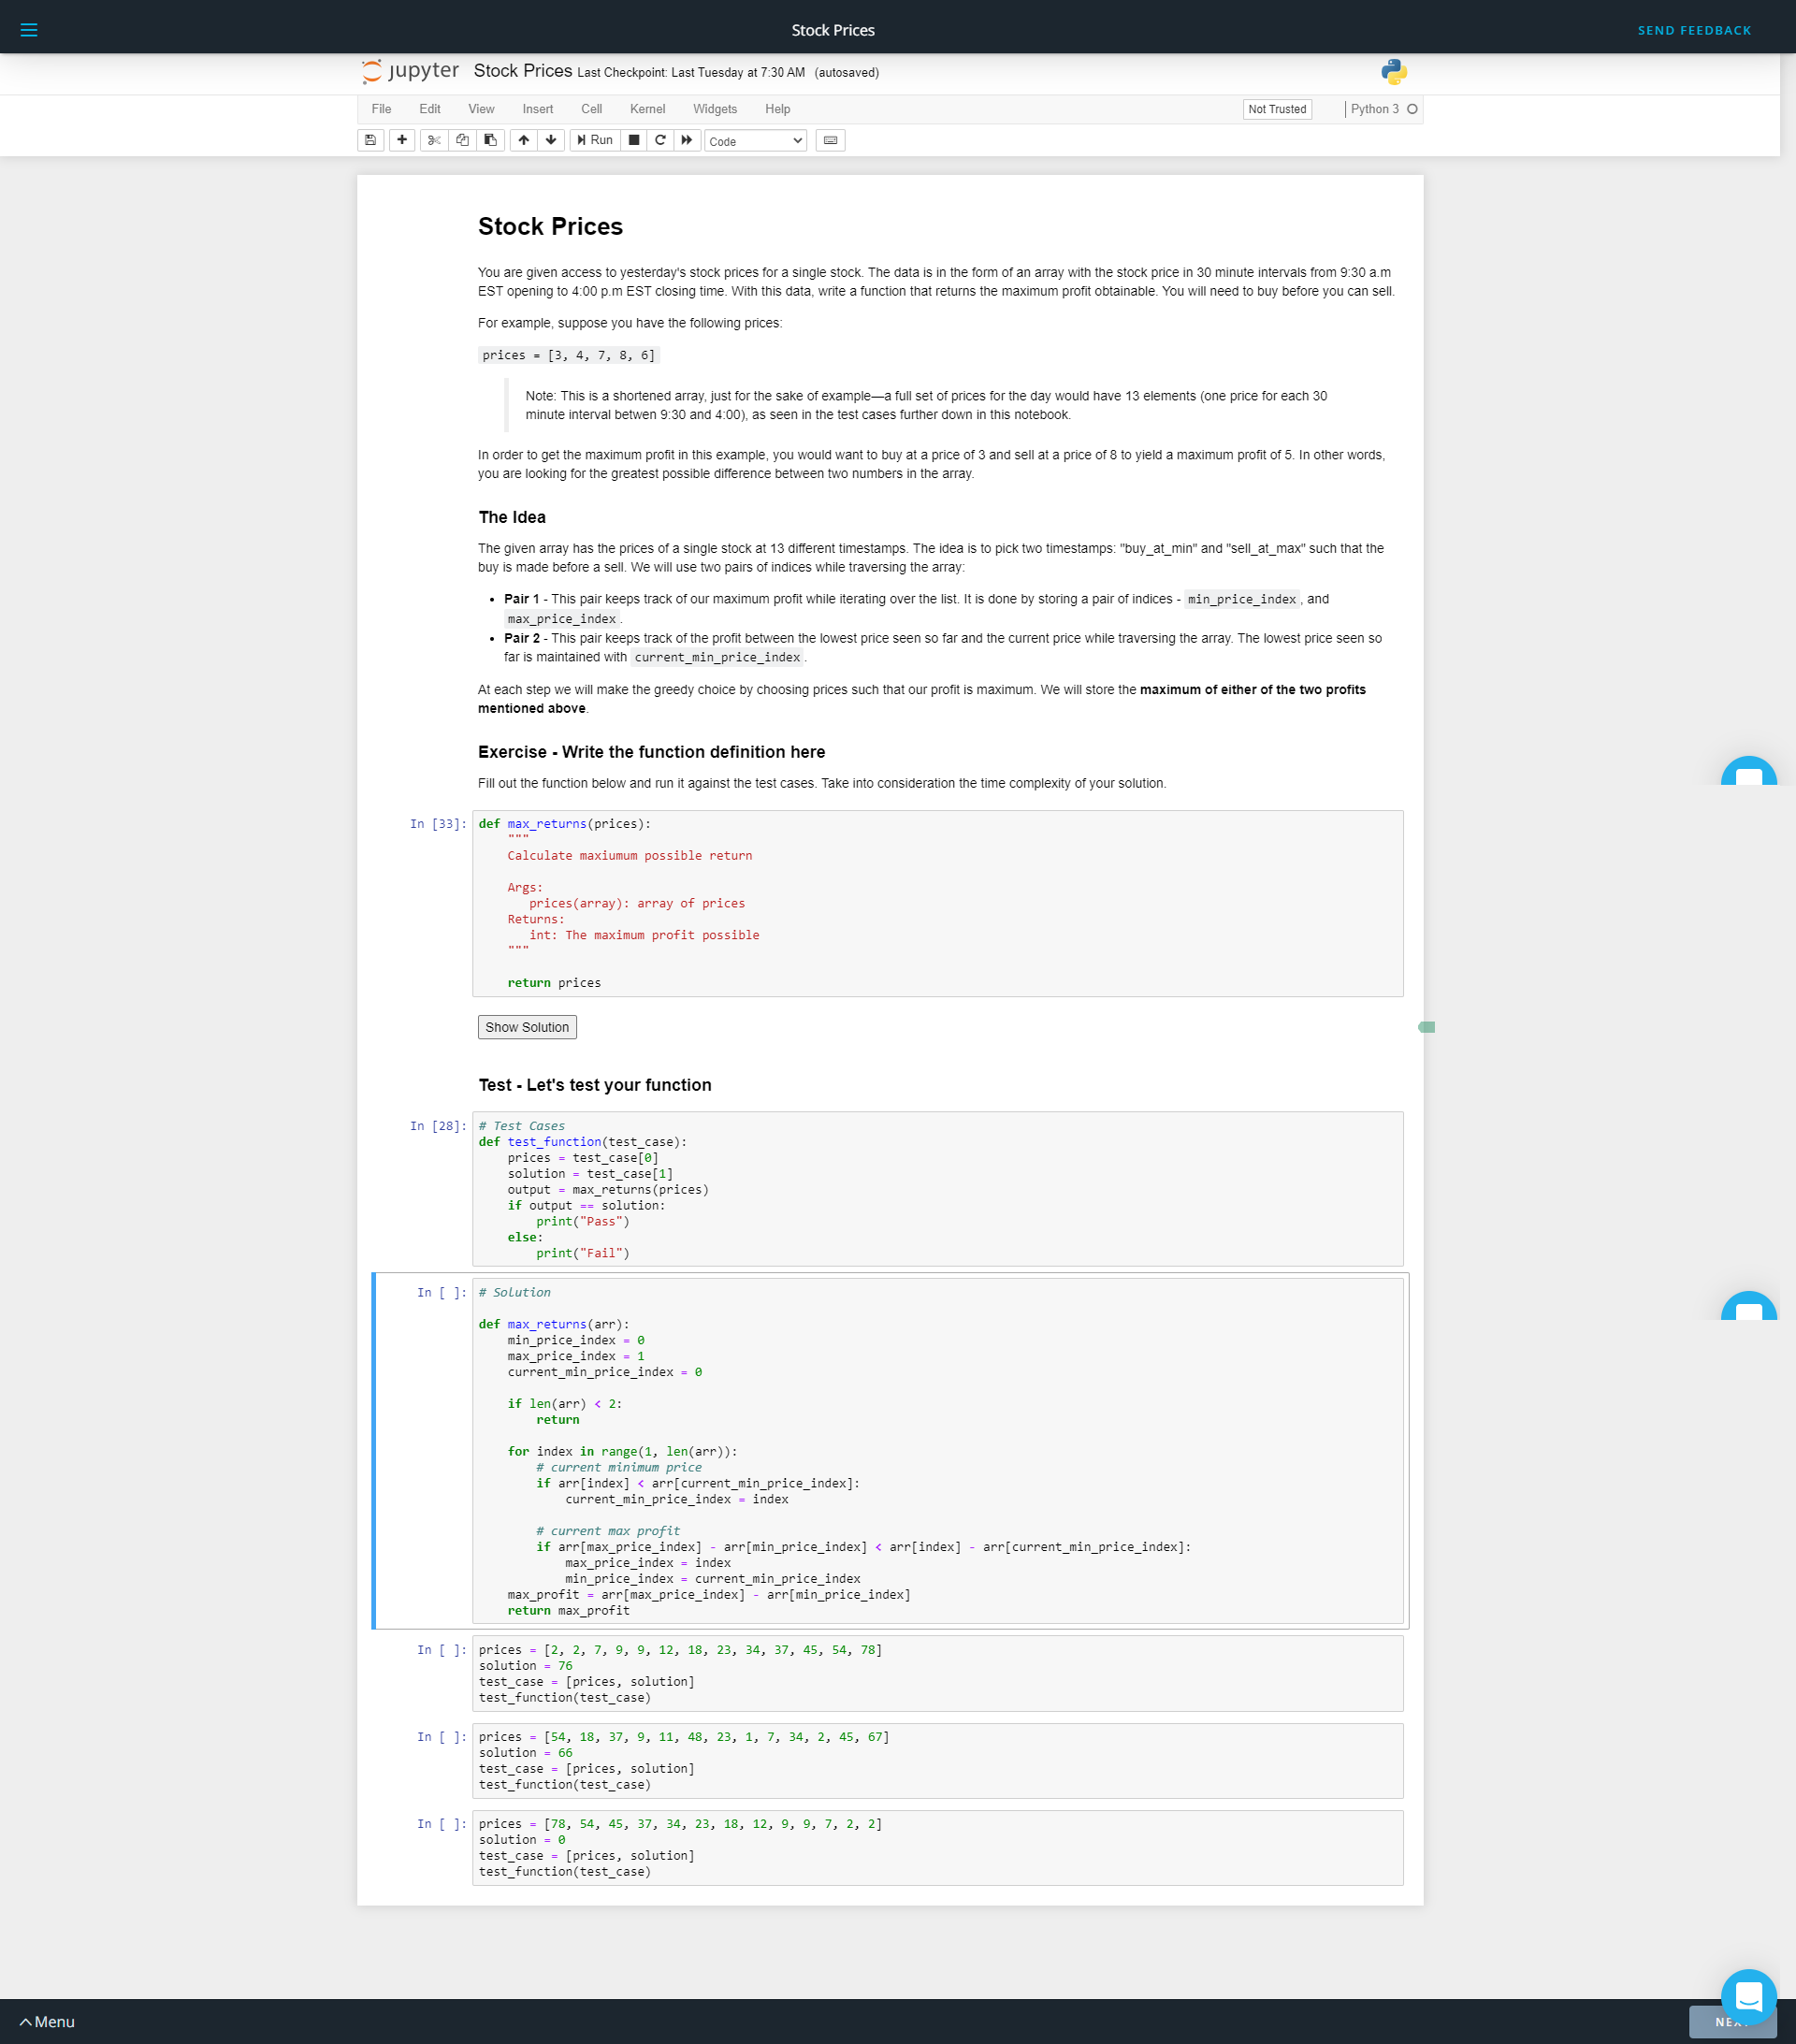 Stock Prices
SEND FEEDBACK
jupyter Stock Prices Last Checkpoint: Last Tuesday at 7:30 AM (autosaved)
File Edit View Insert Cell Kernel Widgets Help Not Trusted Python 3
Run Code
Stock Prices
You are given access to yesterday's stock prices for a single stock. The data is in the form of an array with the stock price in 30 minute intervals from 9:30 a.m
EST opening to 4:00 p.m EST closing time. With this data, write a function that returns the maximum profit obtainable. You will need to buy before you can sell.
For example, suppose you have the following prices:
prices = [3, 4, 7, 8, 6]
Note: This is a shortened array, just for the sake of example—a full set of prices for the day would have 13 elements (one price for each 30
minute interval betwen 9:30 and 4:00), as seen in the test cases further down in this notebook.
In order to get the maximum profit in this example, you would want to buy at a price of 3 and sell at a price of 8 to yield a maximum profit of 5. In other words,
you are looking for the greatest possible difference between two numbers in the array.
The Idea
The given array has the prices of a single stock at 13 different timestamps. The idea is to pick two timestamps: "buy_at_min" and "sell_at_max" such that the
buy is made before a sell. We will use two pairs of indices while traversing the array:
• Pair 1 - This pair keeps track of our maximum profit while iterating over the list. It is done by storing a pair of indices - min_price_index, and
max_price_index.
• Pair 2 - This pair keeps track of the profit between the lowest price seen so far and the current price while traversing the array. The lowest price seen so
far is maintained with current_min_price_index.
At each step we will make the greedy choice by choosing prices such that our profit is maximum. We will store the maximum of either of the two profits
mentioned above.
Exercise - Write the function definition here
Fill out the function below and run it against the test cases. Take into consideration the time complexity of your solution.
In [33]: def max_returns(prices):
    """
    Calculate maxiumum possible return

    Args:
       prices(array): array of prices
    Returns:
       int: The maximum profit possible
    """

    return prices
Show Solution
Test - Let's test your function
In [28]: # Test Cases
def test_function(test_case):
    prices = test_case[0]
    solution = test_case[1]
    output = max_returns(prices)
    if output == solution:
        print("Pass")
    else:
        print("Fail")
In [ ]: # Solution

def max_returns(arr):
    min_price_index = 0
    max_price_index = 1
    current_min_price_index = 0

    if len(arr) < 2:
        return

    for index in range(1, len(arr)):
        # current minimum price
        if arr[index] < arr[current_min_price_index]:
            current_min_price_index = index

        # current max profit
        if arr[max_price_index] - arr[min_price_index] < arr[index] - arr[current_min_price_index]:
            max_price_index = index
            min_price_index = current_min_price_index
    max_profit = arr[max_price_index] - arr[min_price_index]
    return max_profit
In [ ]: prices = [2, 2, 7, 9, 9, 12, 18, 23, 34, 37, 45, 54, 78]
solution = 76
test_case = [prices, solution]
test_function(test_case)
In [ ]: prices = [54, 18, 37, 9, 11, 48, 23, 1, 7, 34, 2, 45, 67]
solution = 66
test_case = [prices, solution]
test_function(test_case)
In [ ]: prices = [78, 54, 45, 37, 34, 23, 18, 12, 9, 9, 7, 2, 2]
solution = 0
test_case = [prices, solution]
test_function(test_case)
Menu